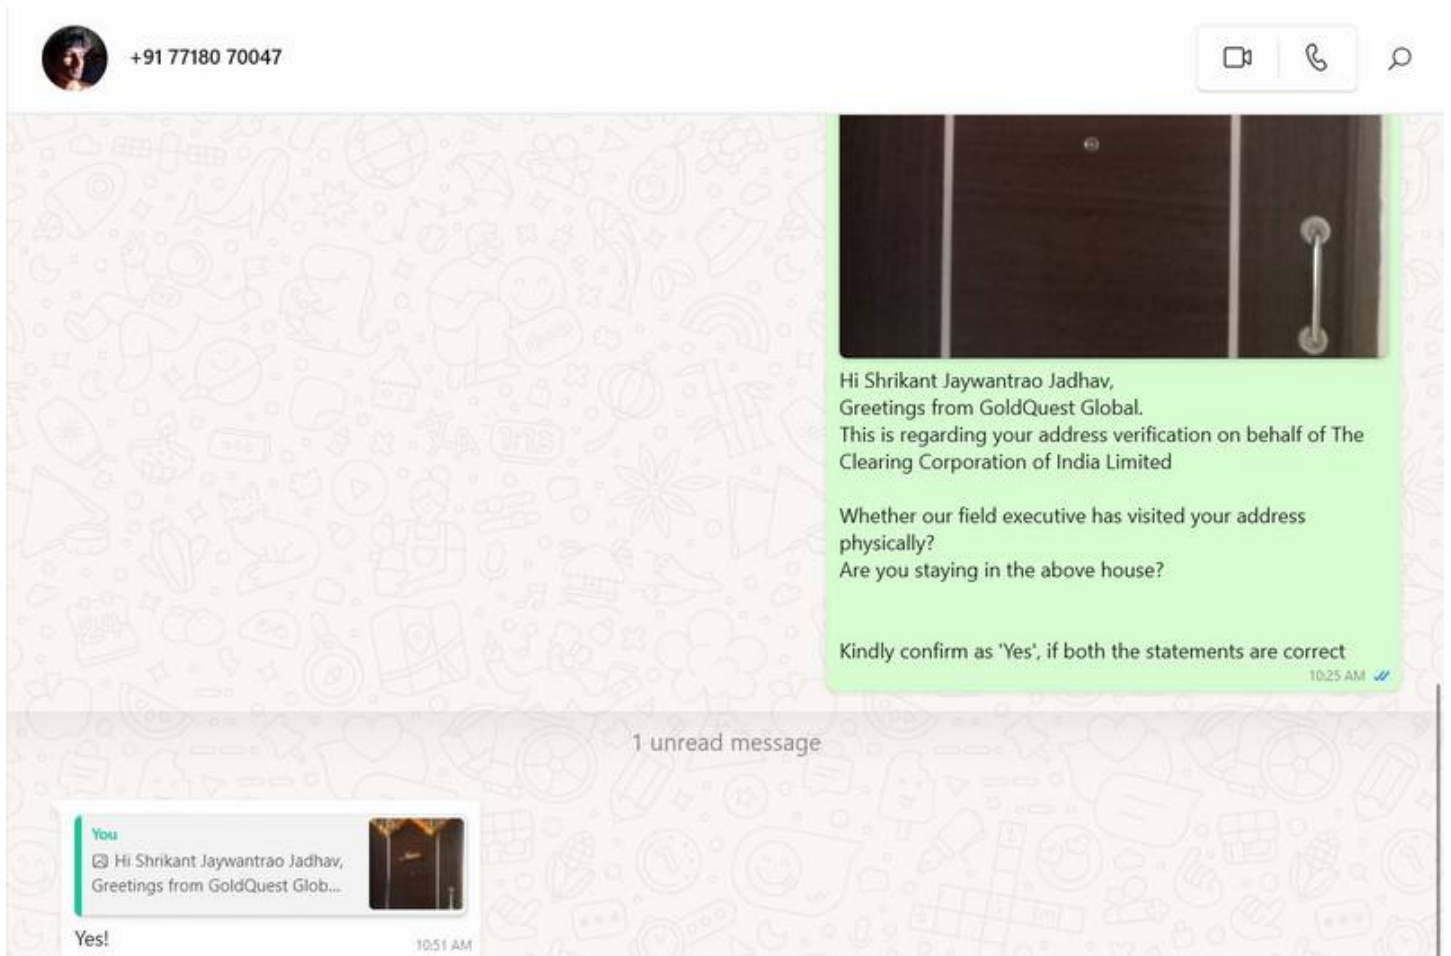 +91 77180 70047
Hi Shrikant Jaywantrao Jadhav,
Greetings from GoldQuest Global.
This is regarding your address verification on behalf of The
Clearing Corporation of India Limited
Whether our field executive has visited your address
physically?
Are you staying in the above house?
Kindly confirm as 'Yes', if both the statements are correct
10:25 AM
1 unread message
You
Hi Shrikant Jaywantrao Jadhav,
Greetings from GoldQuest Glob...
Yes!
10:51 AM